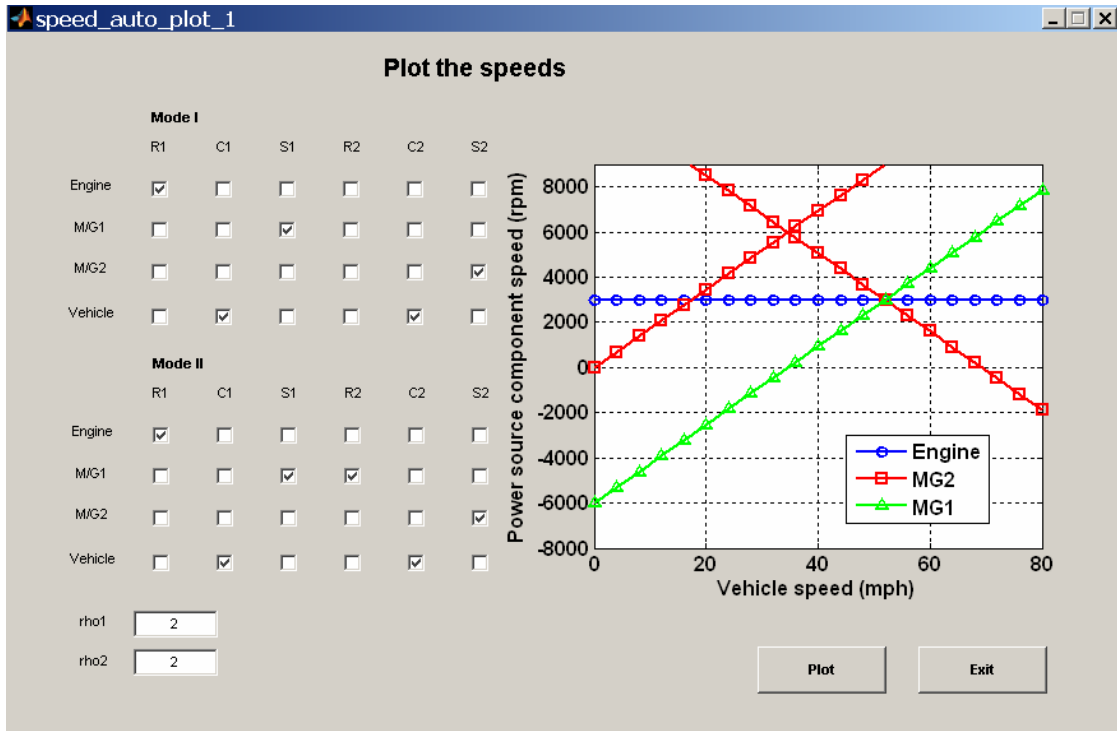 speed_auto_plot_1
Plot the speeds
Mode I
R1 C1 S1 R2 C2 S2
Engine
M/G1
M/G2
Vehicle
Mode II
R1 C1 S1 R2 C2 S2
Engine
M/G1
M/G2
Vehicle
rho1 2
rho2 2
Power source component speed (rpm)
8000
6000
4000
2000
0
-2000
-4000
-6000
-8000
0 20 40 60 80
Vehicle speed (mph)
Engine
MG2
MG1
Plot Exit